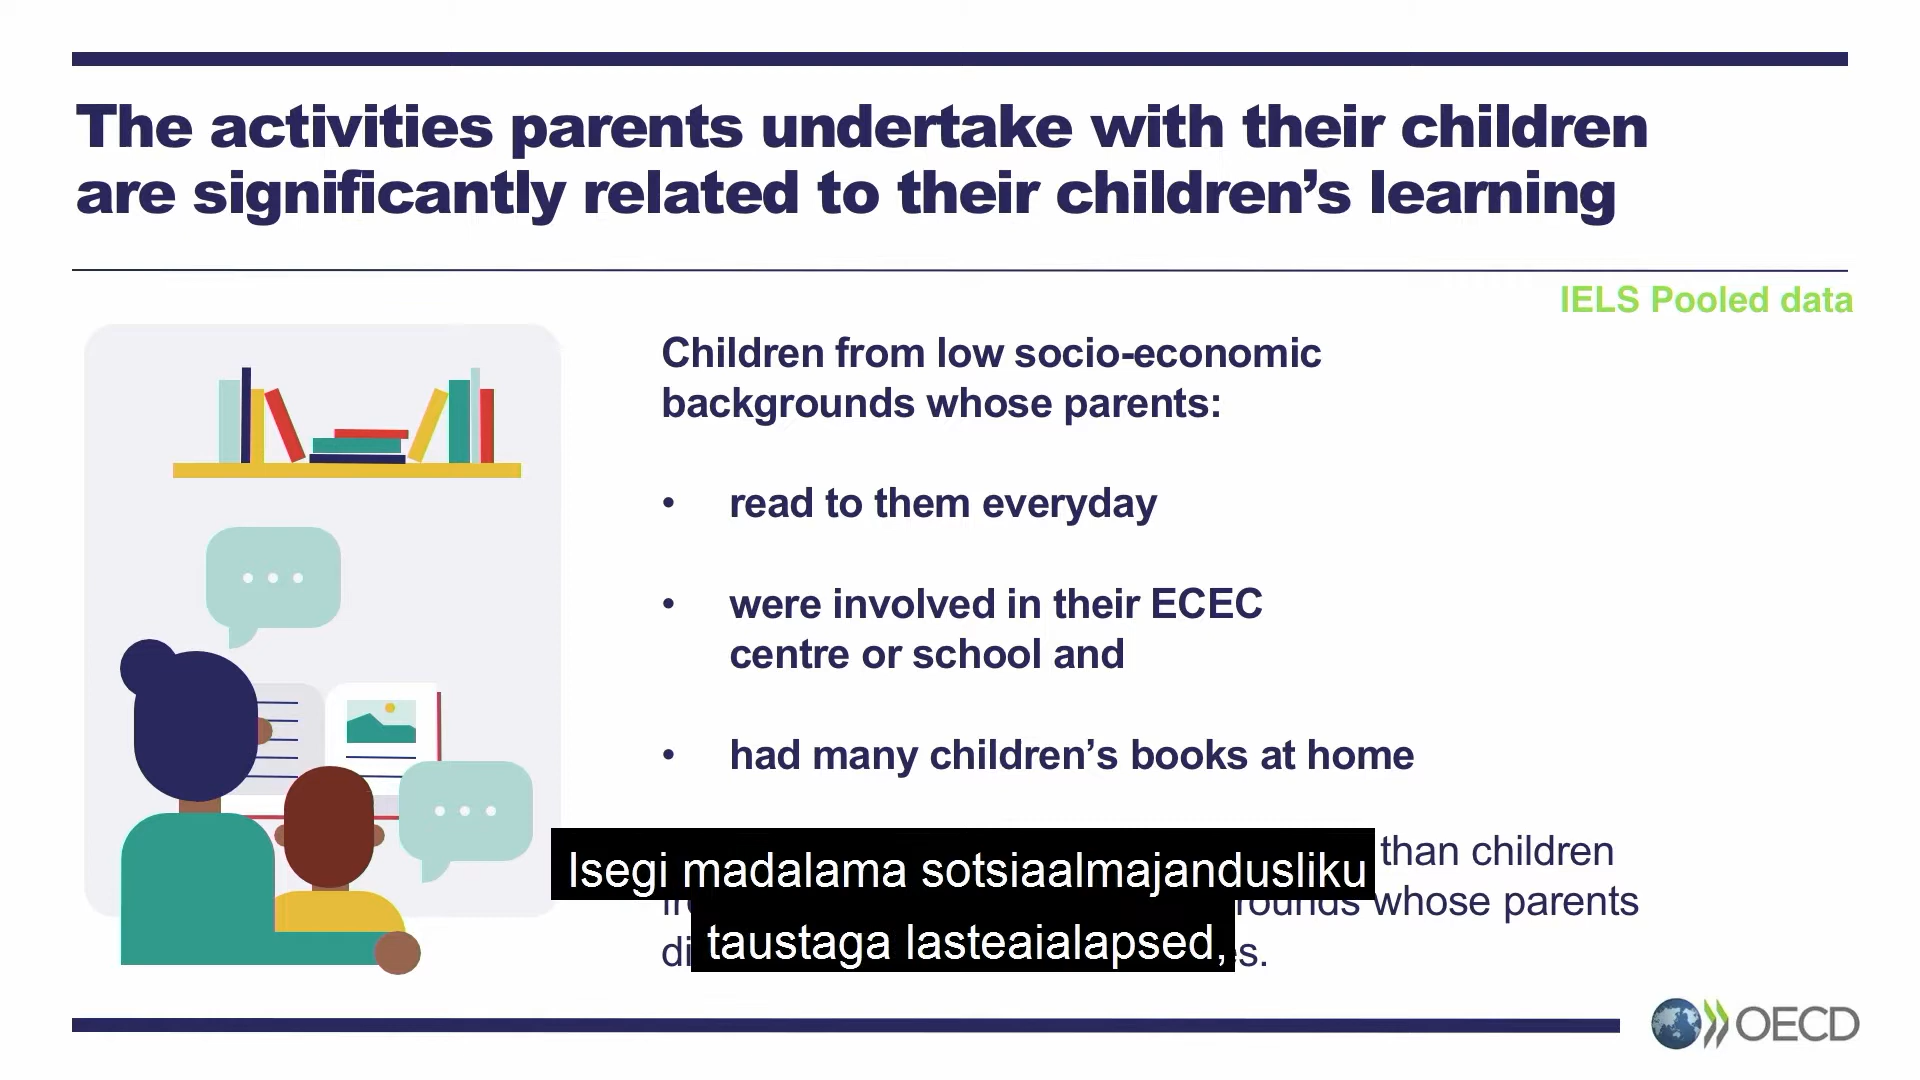 The activities parents undertake with their children
are significantly related to their children's learning
IELS Pooled data
Children from low socio-economic
backgrounds whose parents:
• read to them everyday
• were involved in their ECEC
centre or school and
• had many children's books at home
than children
whose parents
Isegi madalama sotsiaalmajandusliku
taustaga lasteaialapsed,
OECD